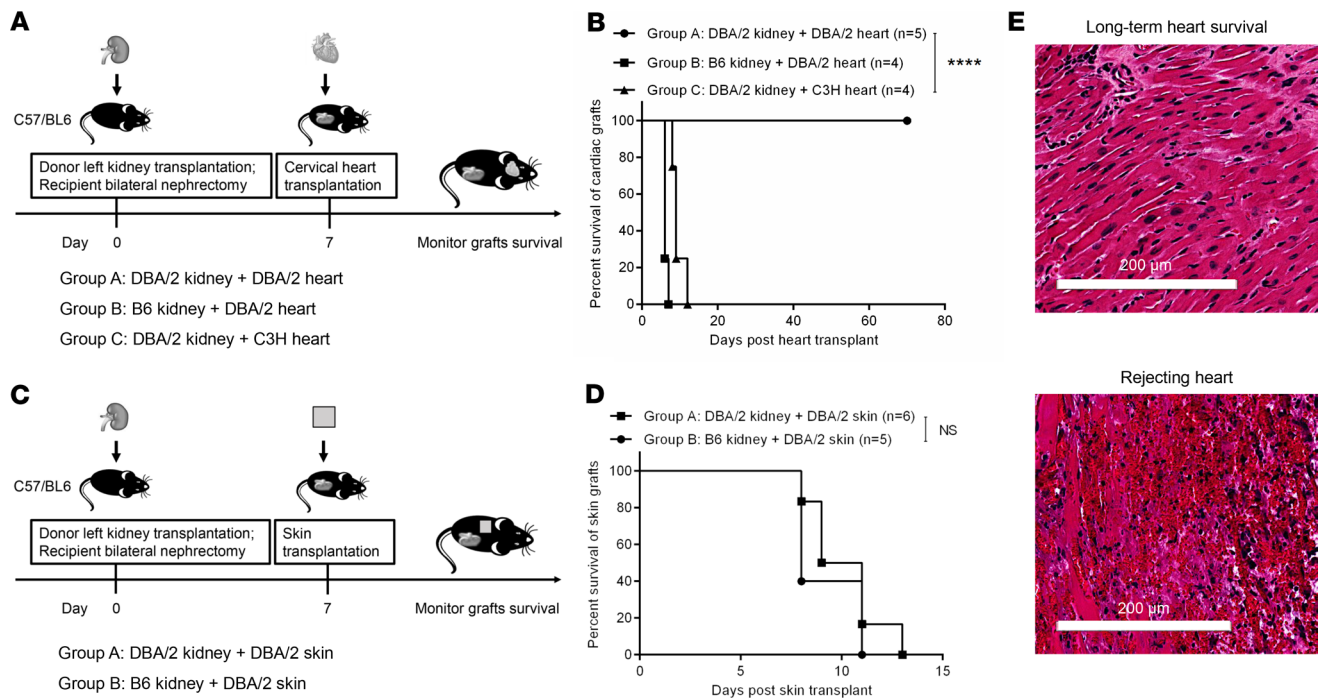 A
C57/BL6
Donor left kidney transplantation;
Recipient bilateral nephrectomy
Cervical heart
transplantation
Day
0
7
Monitor grafts survival
Group A: DBA/2 kidney + DBA/2 heart
Group B: B6 kidney + DBA/2 heart
Group C: DBA/2 kidney + C3H heart
B
Group A: DBA/2 kidney + DBA/2 heart (n=5)
Group B: B6 kidney + DBA/2 heart (n=4)
Group C: DBA/2 kidney + C3H heart (n=4)
****
Percent survival of cardiac grafts
100
80
60
40
20
0
0
20
40
60
80
Days post heart transplant
C
C57/BL6
Donor left kidney transplantation;
Recipient bilateral nephrectomy
Skin
transplantation
Day
0
7
Monitor grafts survival
Group A: DBA/2 kidney + DBA/2 skin
Group B: B6 kidney + DBA/2 skin
D
Group A: DBA/2 kidney + DBA/2 skin (n=6)
Group B: B6 kidney + DBA/2 skin (n=5)
NS
Percent survival of skin grafts
100
80
60
40
20
0
0
5
10
15
Days post skin transplant
E
Long-term heart survival
200 μm
Rejecting heart
200 μm